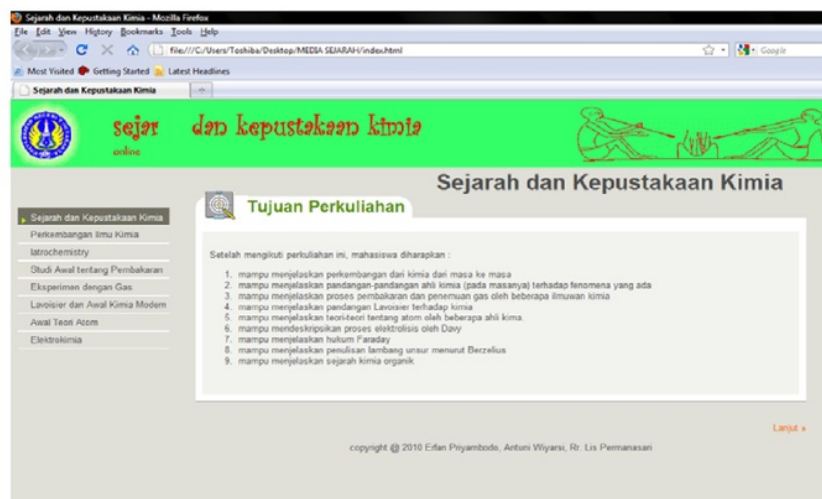 Sejarah dan Kepustakaan Kimia - Mozilla Firefox
File Edit View History Bookmarks Tools Help
file:///C:/Users/Toshiba/Desktop/MEDIA SEJARAH/index.html
Google
Most Visited Getting Started Latest Headlines
Sejarah dan Kepustakaan Kimia
sejar dan kepustakaan kimia
online
Sejarah dan Kepustakaan Kimia
Tujuan Perkuliahan
Sejarah dan Kepustakaan Kimia
Perkembangan Ilmu Kimia
Iatrochemistry
Studi Awal tentang Pembakaran
Eksperimen dengan Gas
Lavoisier dan Awal Kimia Modern
Awal Teori Atom
Elektrokimia
Setelah mengikuti perkuliahan ini, mahasiswa diharapkan :
1. mampu menjelaskan perkembangan dari kimia dari masa ke masa
2. mampu menjelaskan pandangan-pandangan ahli kimia (pada masanya) terhadap fenomena yang ada
3. mampu menjelaskan proses pembakaran dan penemuan gas oleh beberapa ilmuwan kimia
4. mampu menjelaskan pandangan Lavoisier terhadap kimia
5. mampu menjelaskan teori-teori tentang atom oleh beberapa ahli kima.
6. mampu mendeskripsikan proses elektrolisis oleh Davy
7. mampu menjelaskan hukum Faraday
8. mampu menjelaskan penulisan lambang unsur menurut Berzelius
9. mampu menjelaskan sejarah kimia organik
Lanjut »
copyright @ 2010 Erfan Priyambodo, Antuni Wiyarsi, Rr. Lis Permanasari